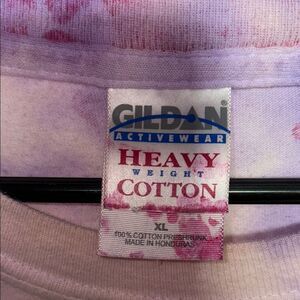 GILDAN
ACTIVEWEAR
HEAVY
WEIGHT
COTTON
XL
100% COTTON PRESHRUNK
MADE IN HONDURAS